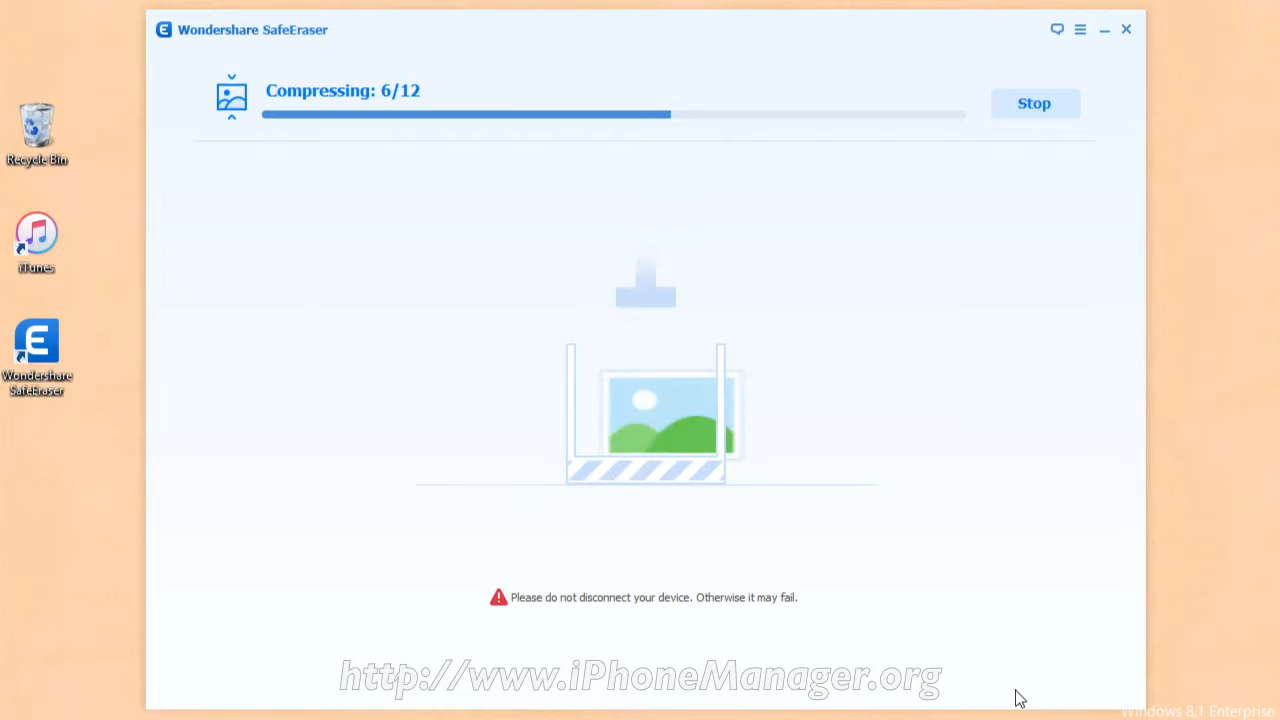 Wondershare SafeEraser
Compressing: 6/12
Stop
Recycle Bin
iTunes
Wondershare
SafeEraser
Please do not disconnect your device. Otherwise it may fail.
http://www.iPhoneManager.org
Windows 8.1 Enterprise